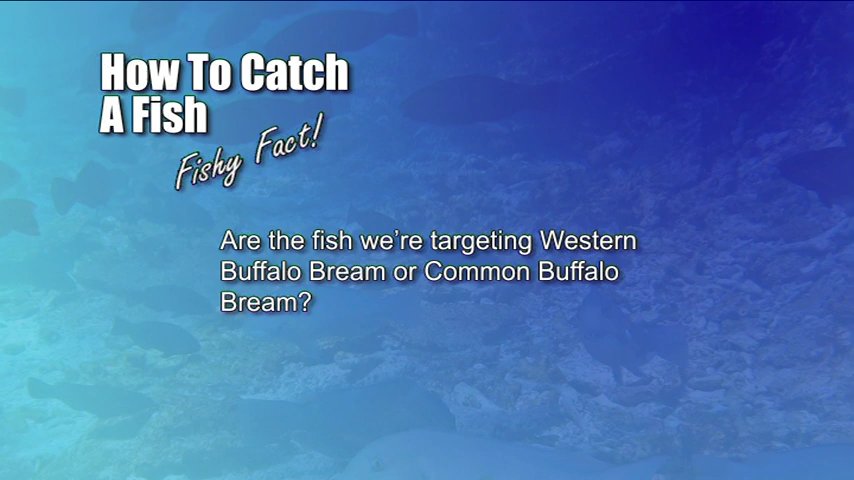 How To Catch
A Fish
Fishy Fact!
Are the fish we're targeting Western
Buffalo Bream or Common Buffalo
Bream?